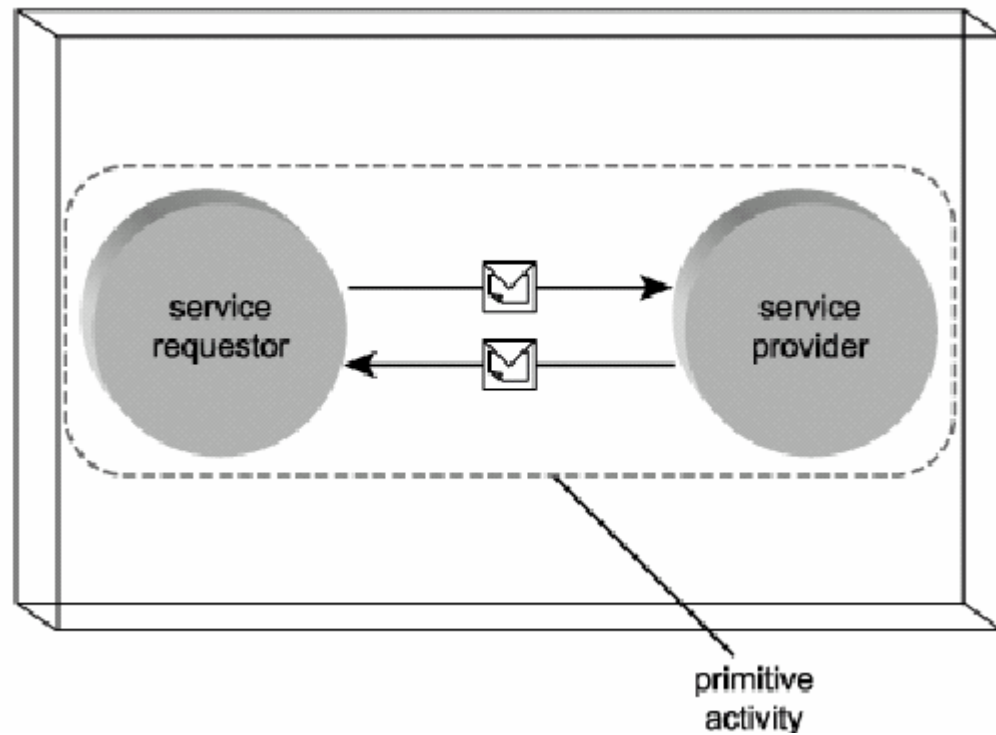 service
requestor
service
provider
primitive
activity